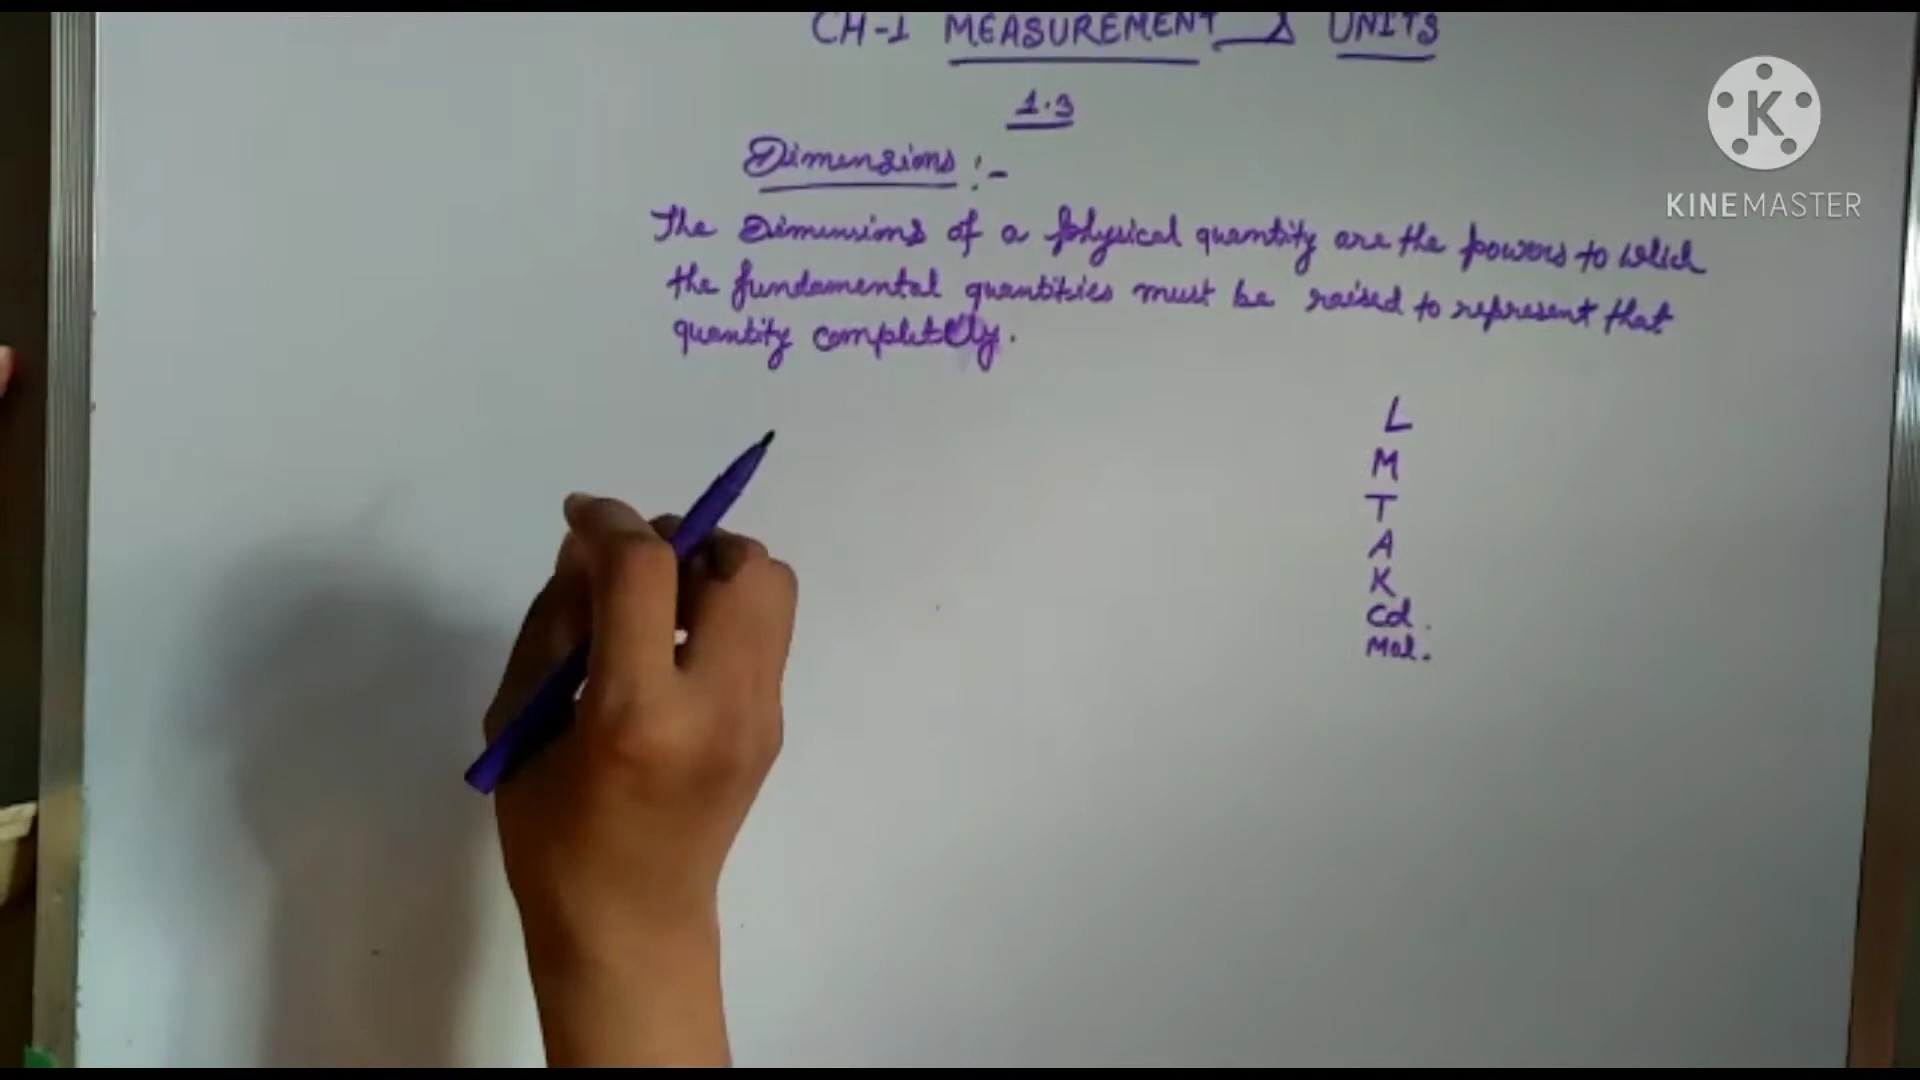 CH-1 MEASUREMENT & UNITS
1.3
Dimensions :-
The Dimensions of a physical quantity are the powers to which
the fundamental quantities must be raised to represent that
quantity completely.
L
M
T
A
K
Cd.
Mol.
K
KINEMASTER